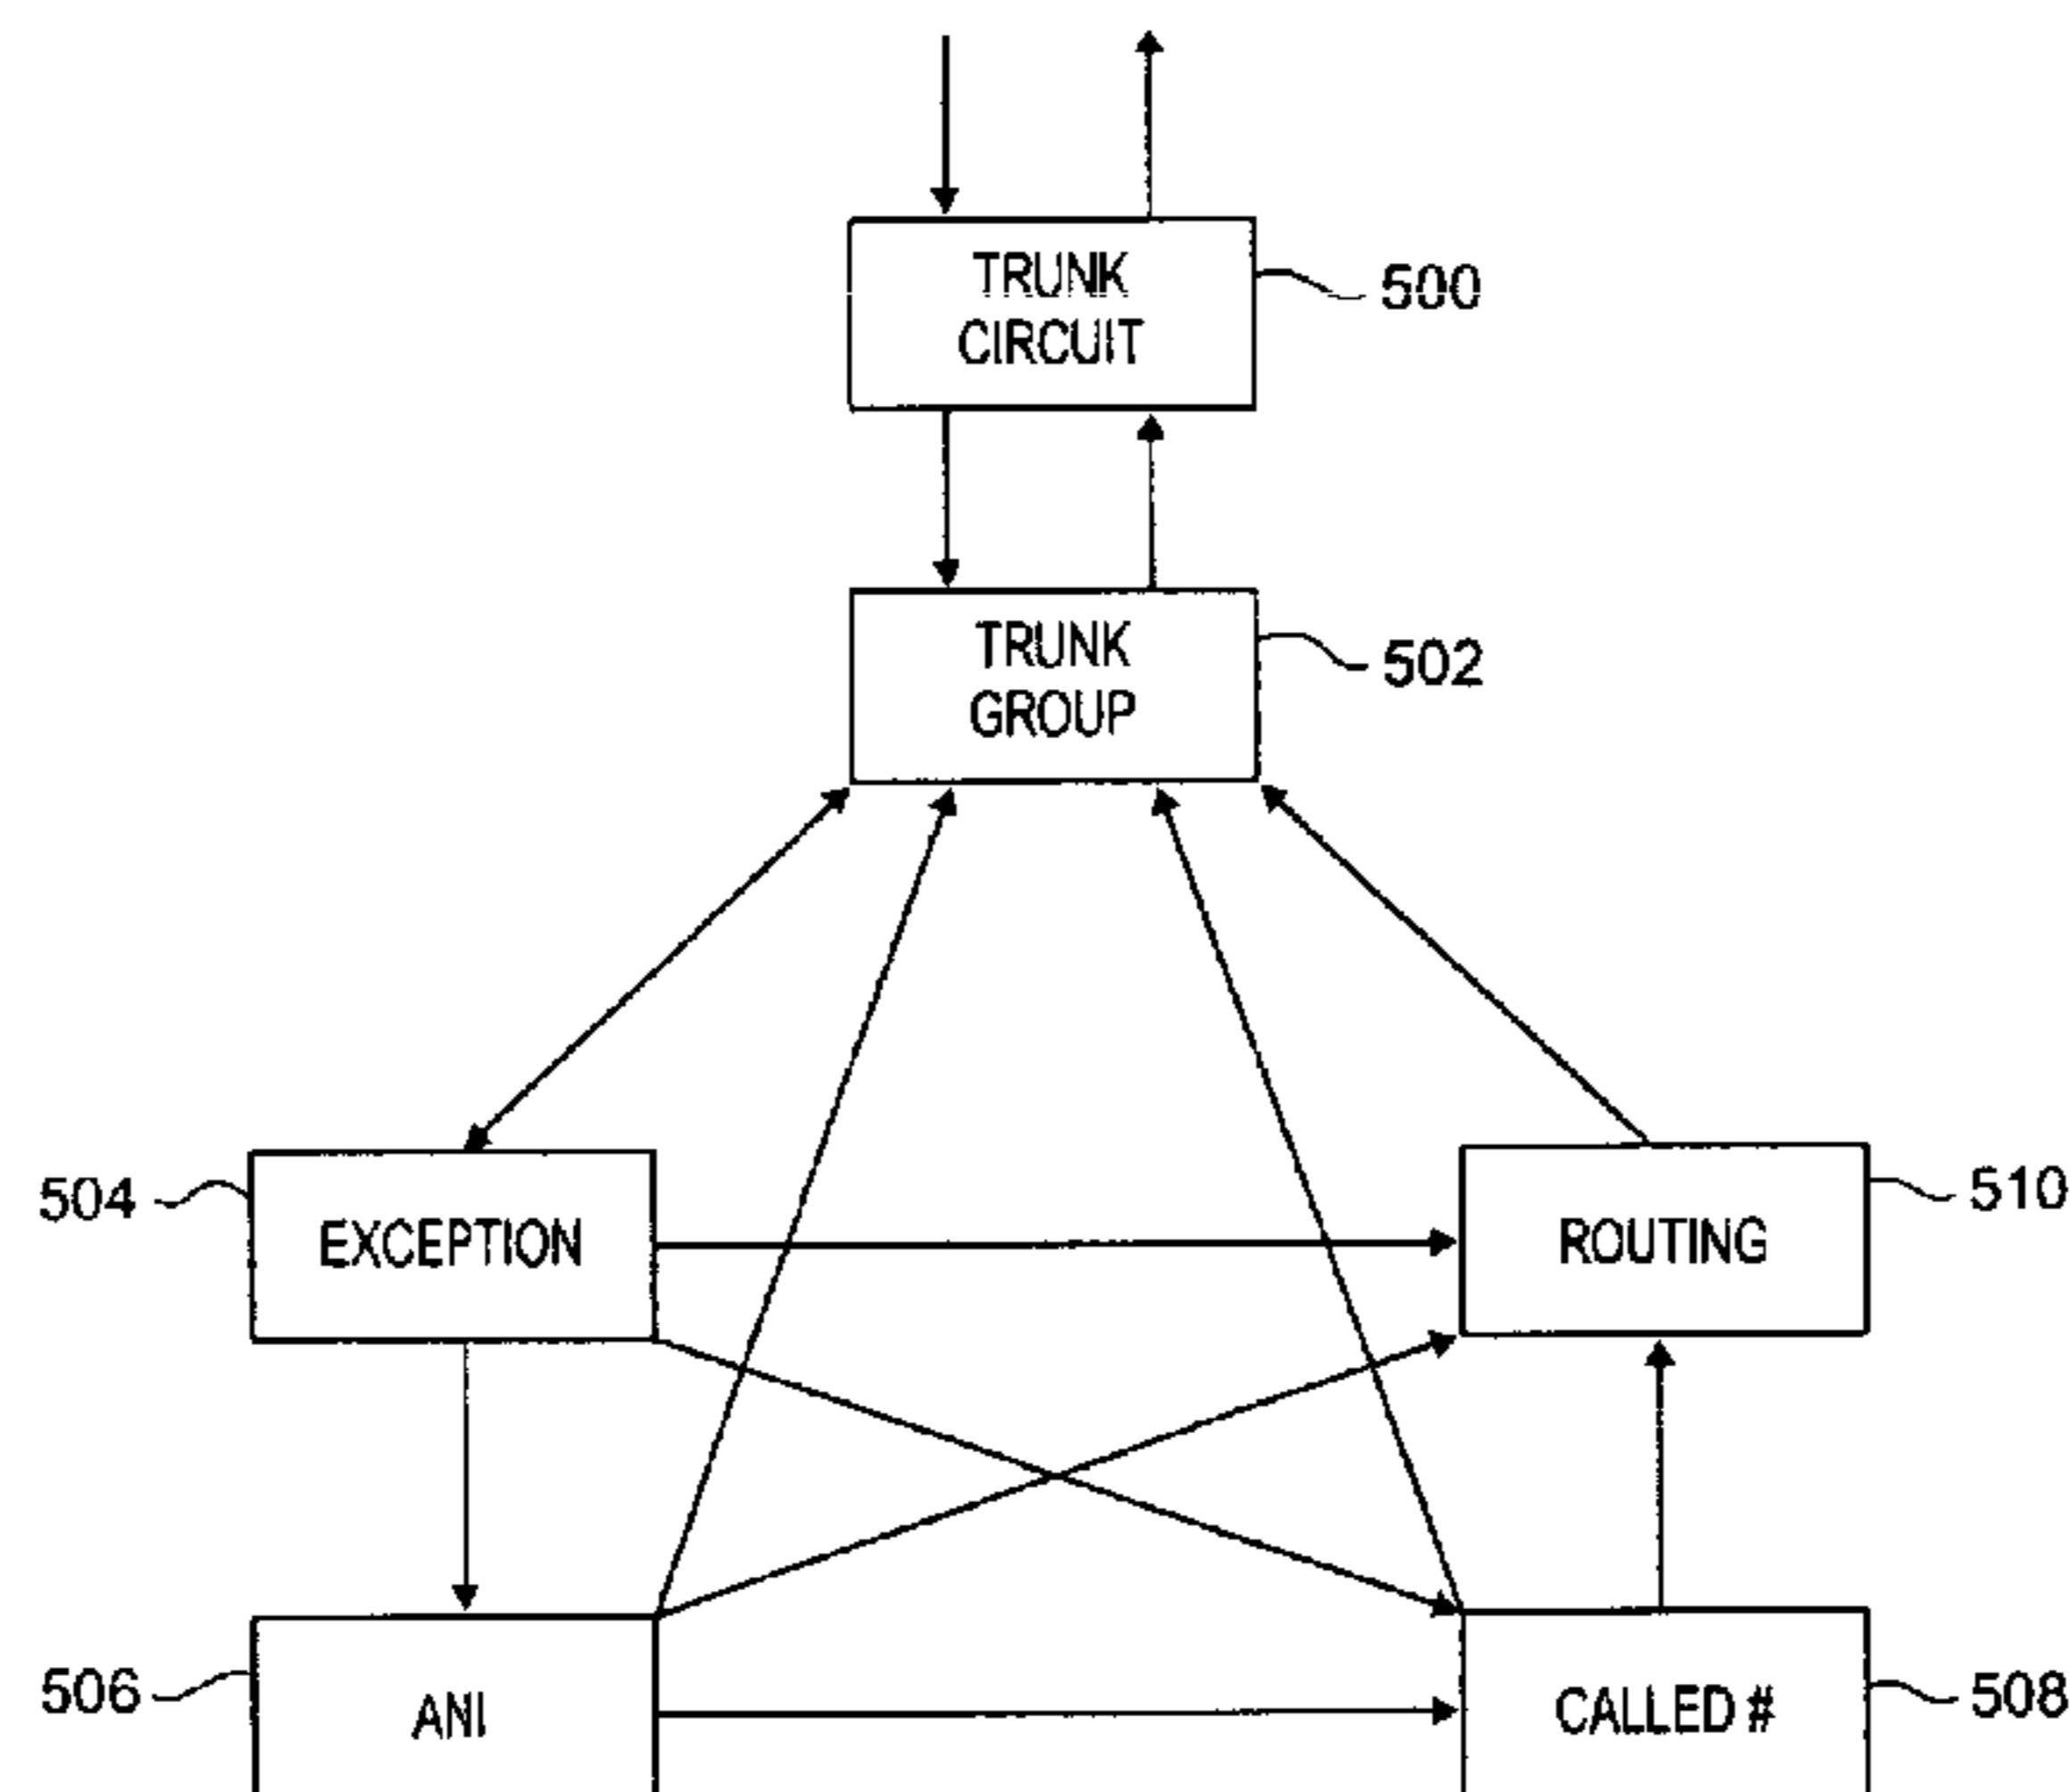 TRUNK
CIRCUIT
500
TRUNK
GROUP
502
504
EXCEPTION
ROUTING
510
506
ANI
CALLED #
508